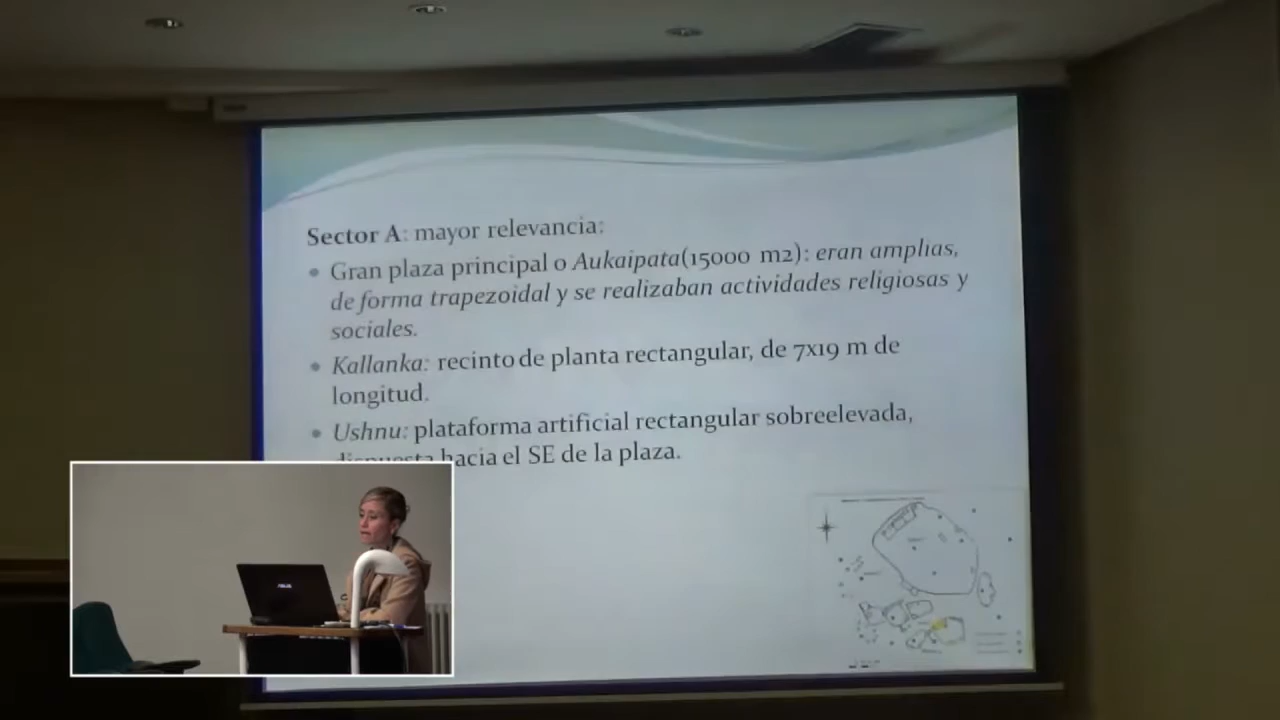 Sector A: mayor relevancia:
• Gran plaza principal o Aukaipata(15000 m2): eran amplias,
de forma trapezoidal y se realizaban actividades religiosas y
sociales.
• Kallanka: recinto de planta rectangular, de 7x19 m de
longitud.
• Ushnu: plataforma artificial rectangular sobreelevada,
hacia el SE de la plaza.
ASUS